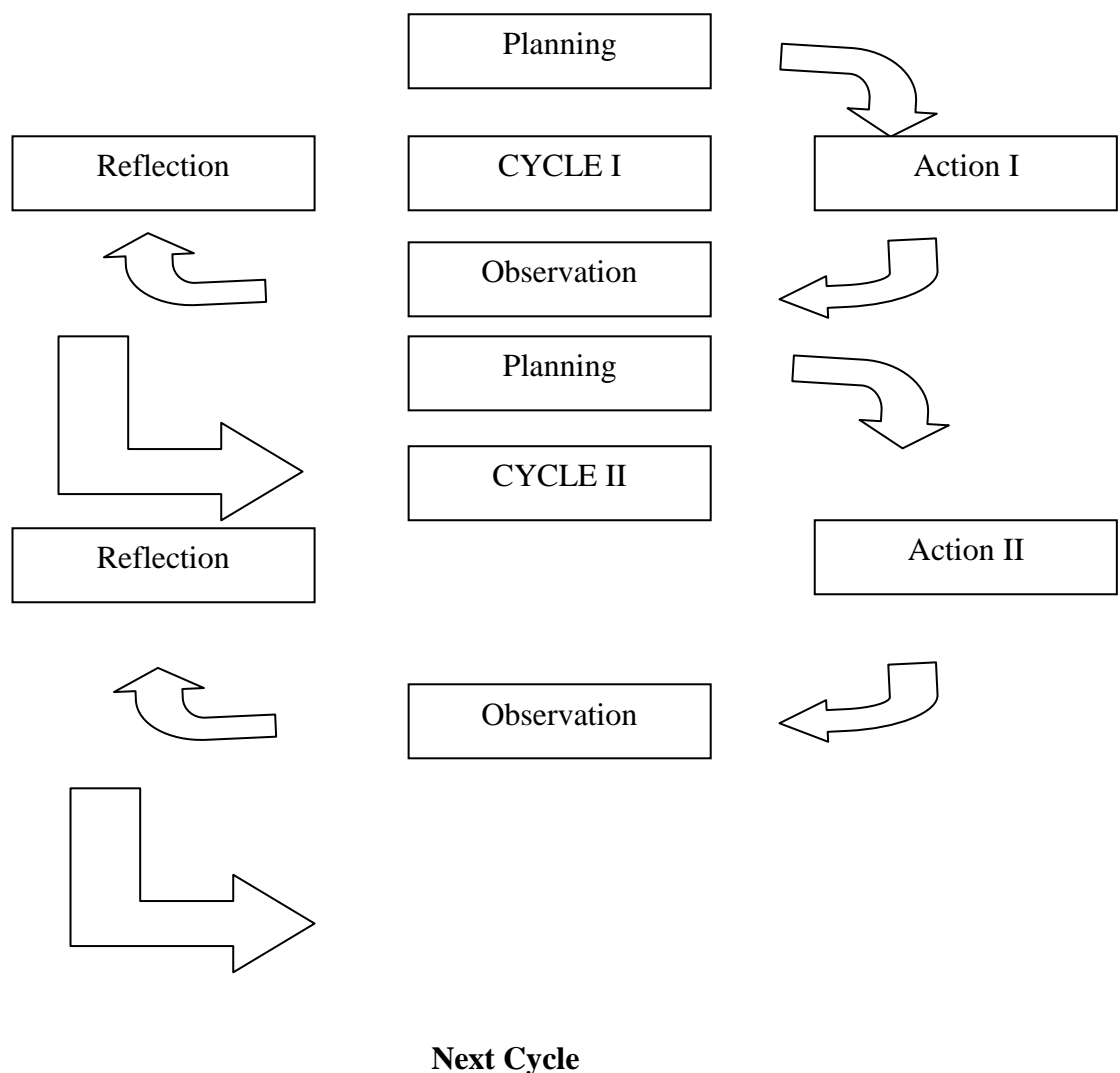 Planning
Reflection
CYCLE I
Action I
Observation
Planning
CYCLE II
Reflection
Action II
Observation
Next Cycle